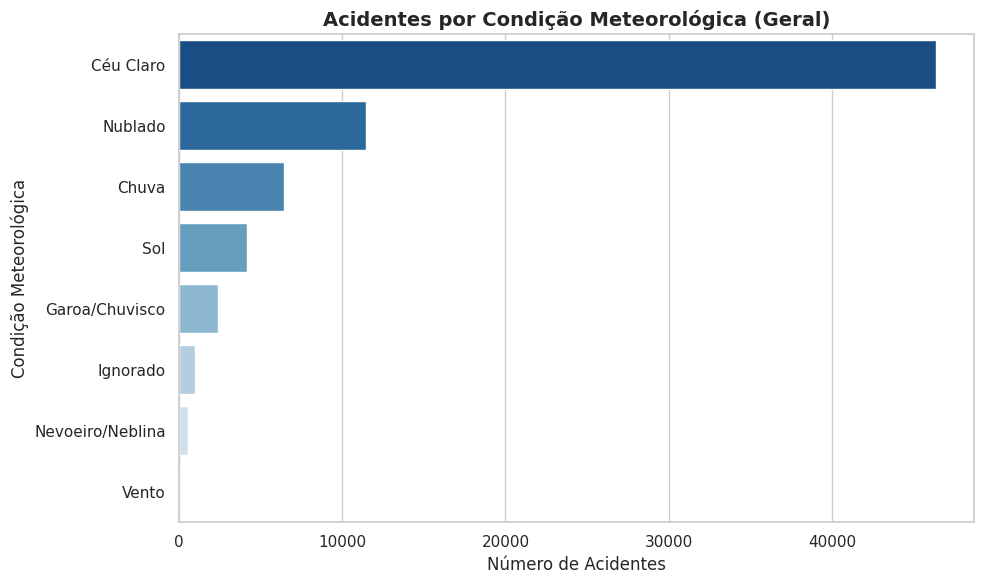 Acidentes por Condição Meteorológica (Geral)
Condição Meteorológica
Céu Claro
Nublado
Chuva
Sol
Garoa/Chuvisco
Ignorado
Nevoeiro/Neblina
Vento
0 10000 20000 30000 40000
Número de Acidentes